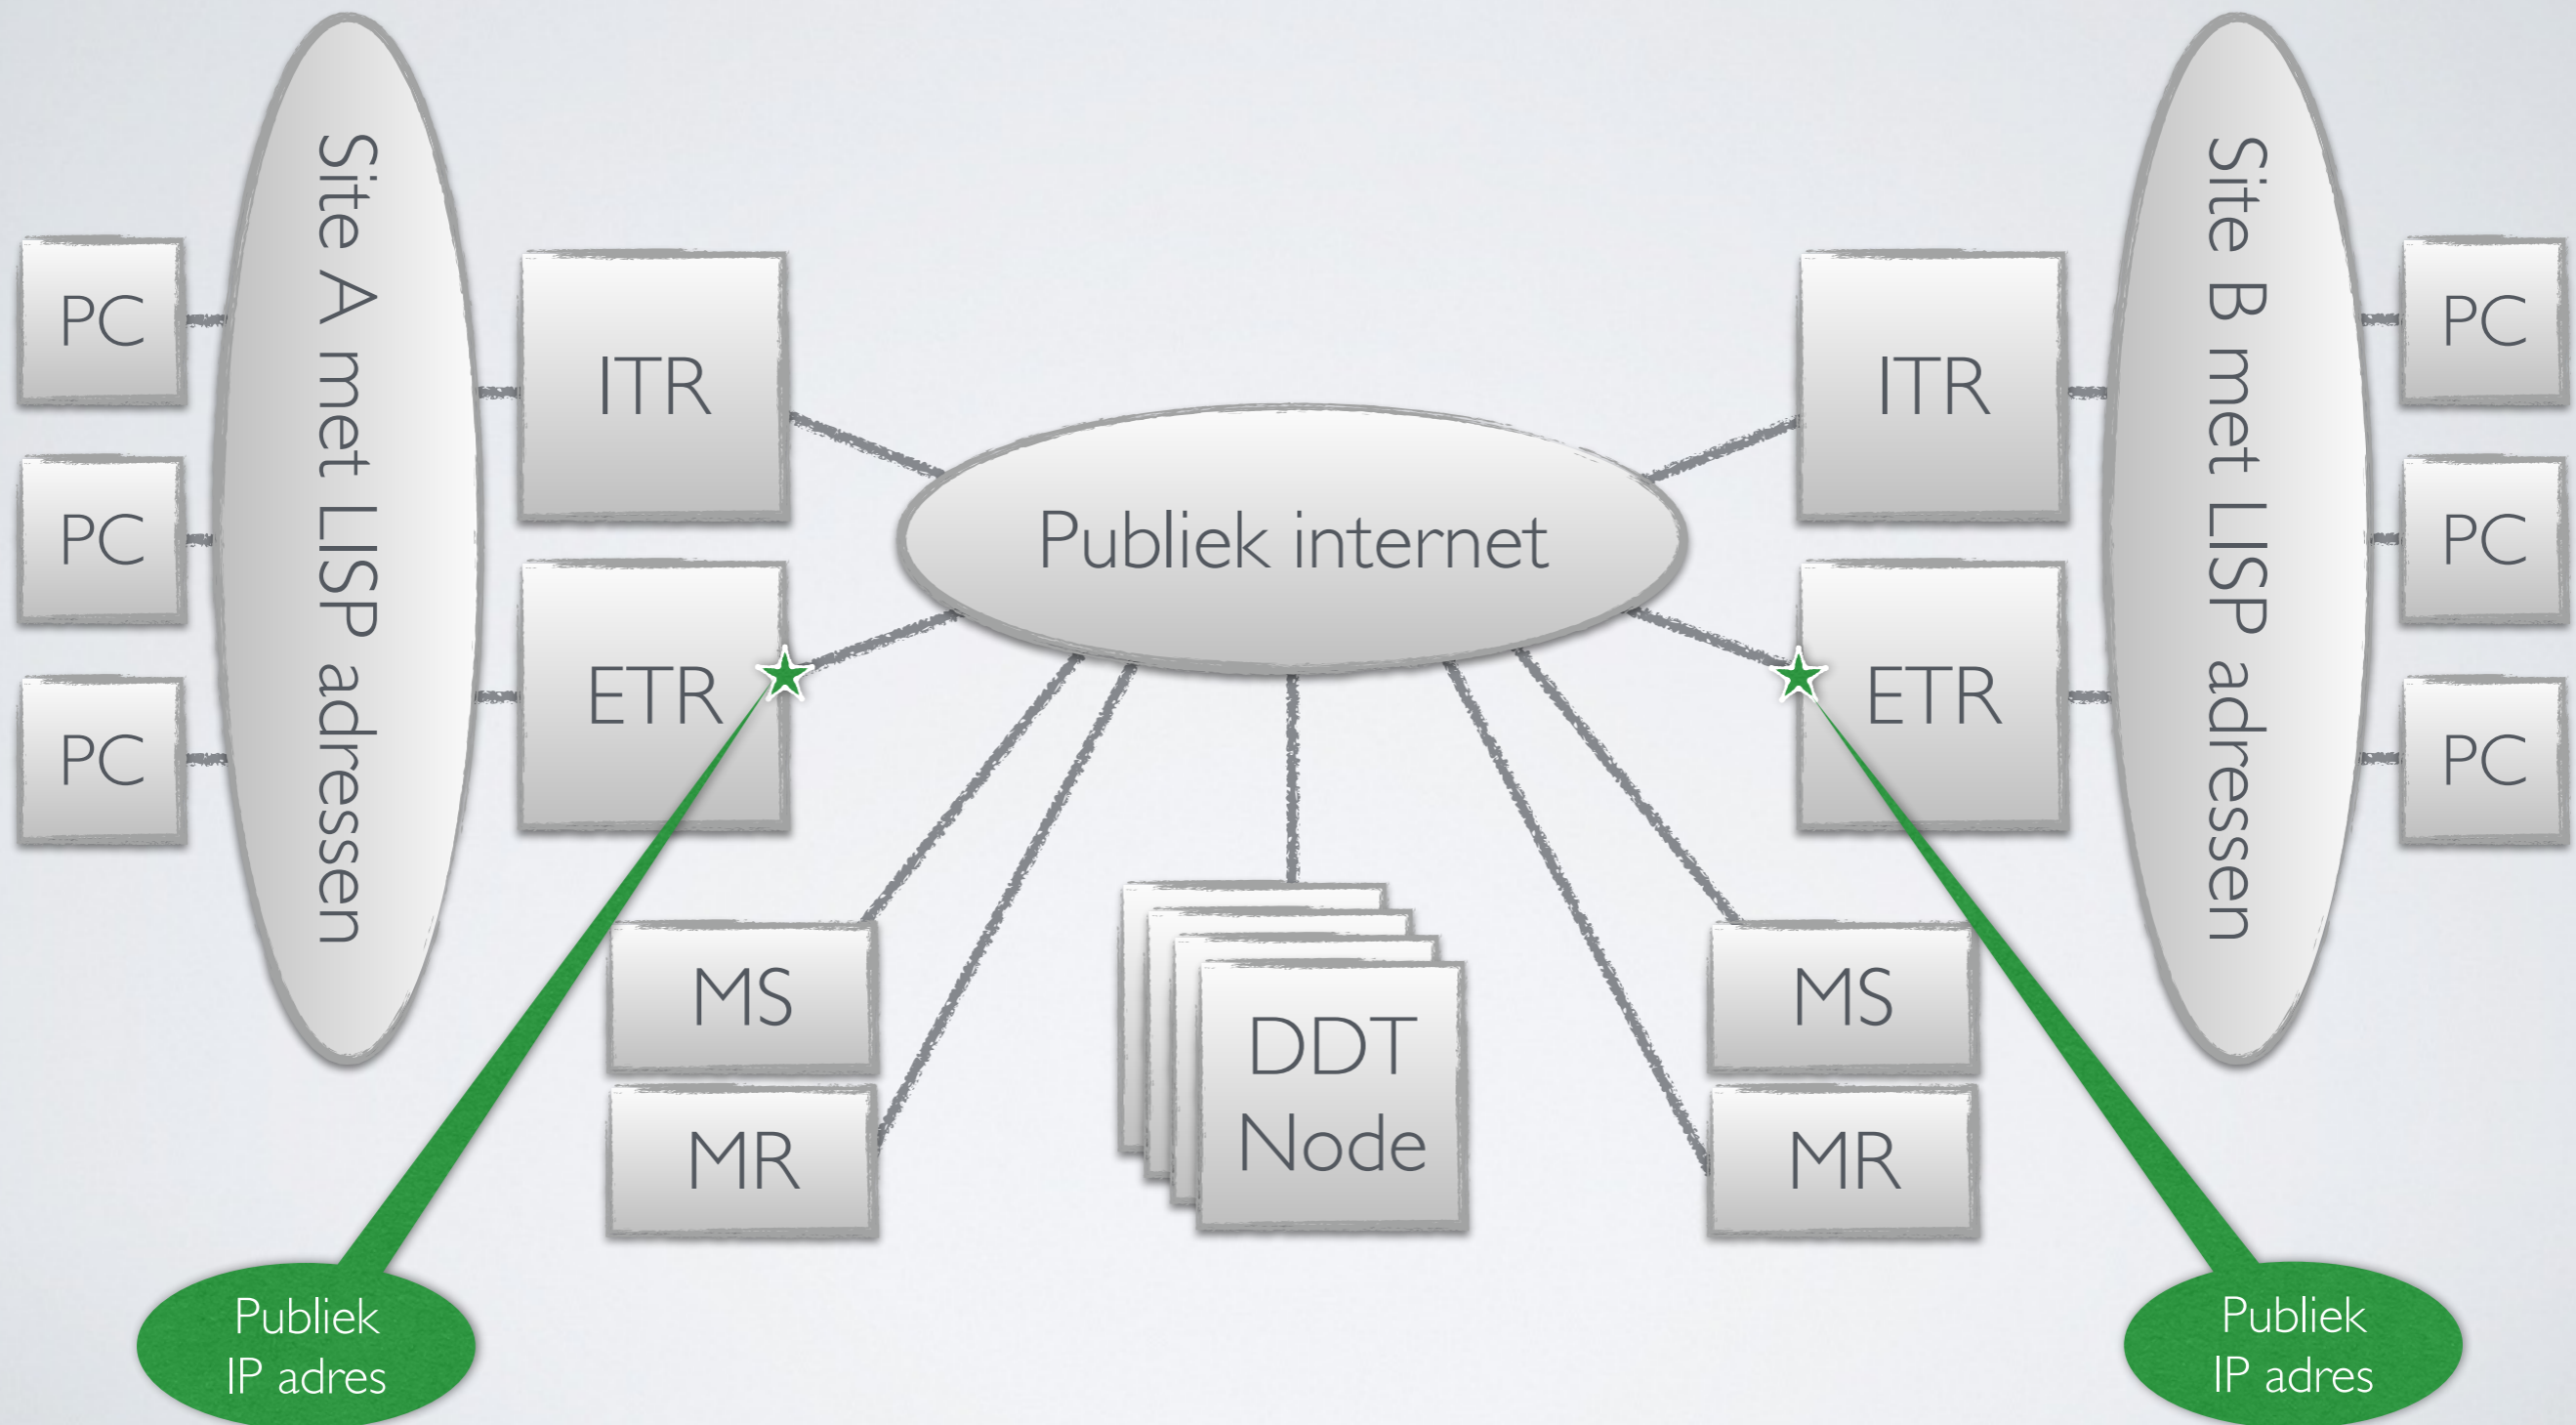 PC
PC
PC
Site A met LISP adressen
ITR
ETR
Publiek internet
MS
MR
DDT
Node
MS
MR
ITR
ETR
Site B met LISP adressen
PC
PC
PC
Publiek
IP adres
Publiek
IP adres